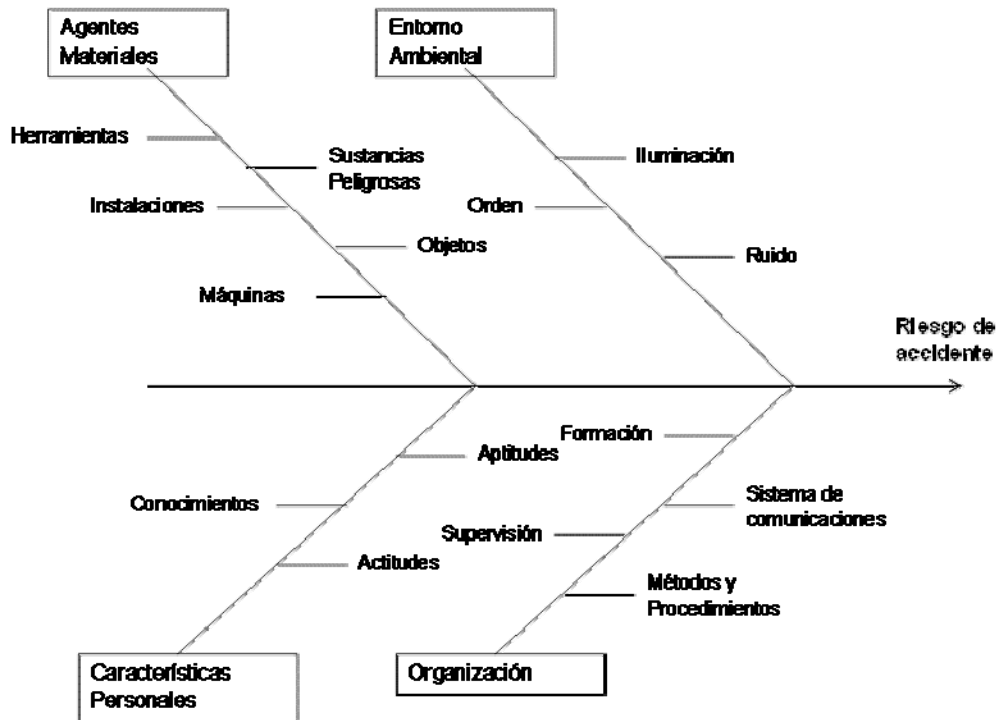 Agentes
Materiales
Entorno
Ambiental
Herramientas
Sustancias
Peligrosas
Iluminación
Instalaciones
Orden
Objetos
Ruido
Máquinas
Riesgo de
accidente
Formación
Aptitudes
Conocimientos
Sistema de
comunicaciones
Supervisión
Actitudes
Métodos y
Procedimientos
Características
Personales
Organización